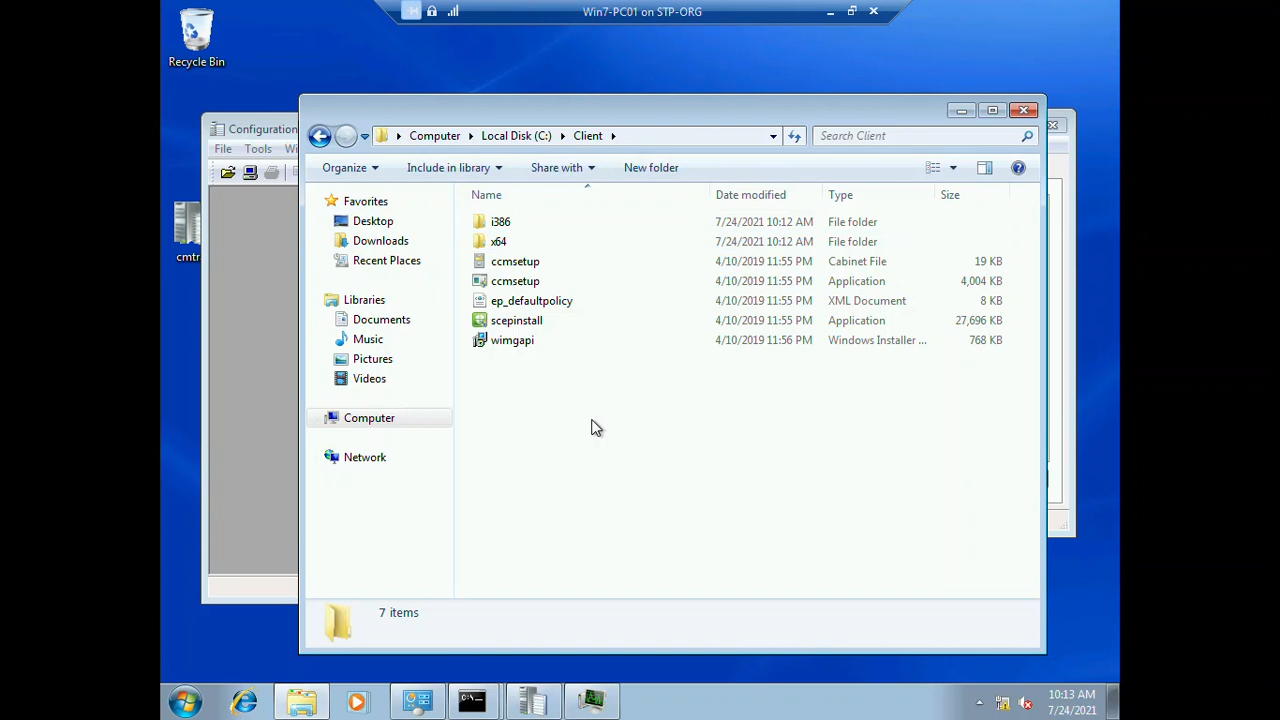 Win7-PC01 on STP-ORG
Recycle Bin
Configuration
File Tools Wi
cmtr
Computer Local Disk (C:) Client
Search Client
Organize Include in library Share with New folder
Name Date modified Type Size
Favorites
Desktop
Downloads
Recent Places
Libraries
Documents
Music
Pictures
Videos
Computer
Network
i386 7/24/2021 10:12 AM File folder
x64 7/24/2021 10:12 AM File folder
ccmsetup 4/10/2019 11:55 PM Cabinet File 19 KB
ccmsetup 4/10/2019 11:55 PM Application 4,004 KB
ep_defaultpolicy 4/10/2019 11:55 PM XML Document 8 KB
scepinstall 4/10/2019 11:55 PM Application 27,696 KB
wimgapi 4/10/2019 11:56 PM Windows Installer ... 768 KB
7 items
10:13 AM
7/24/2021